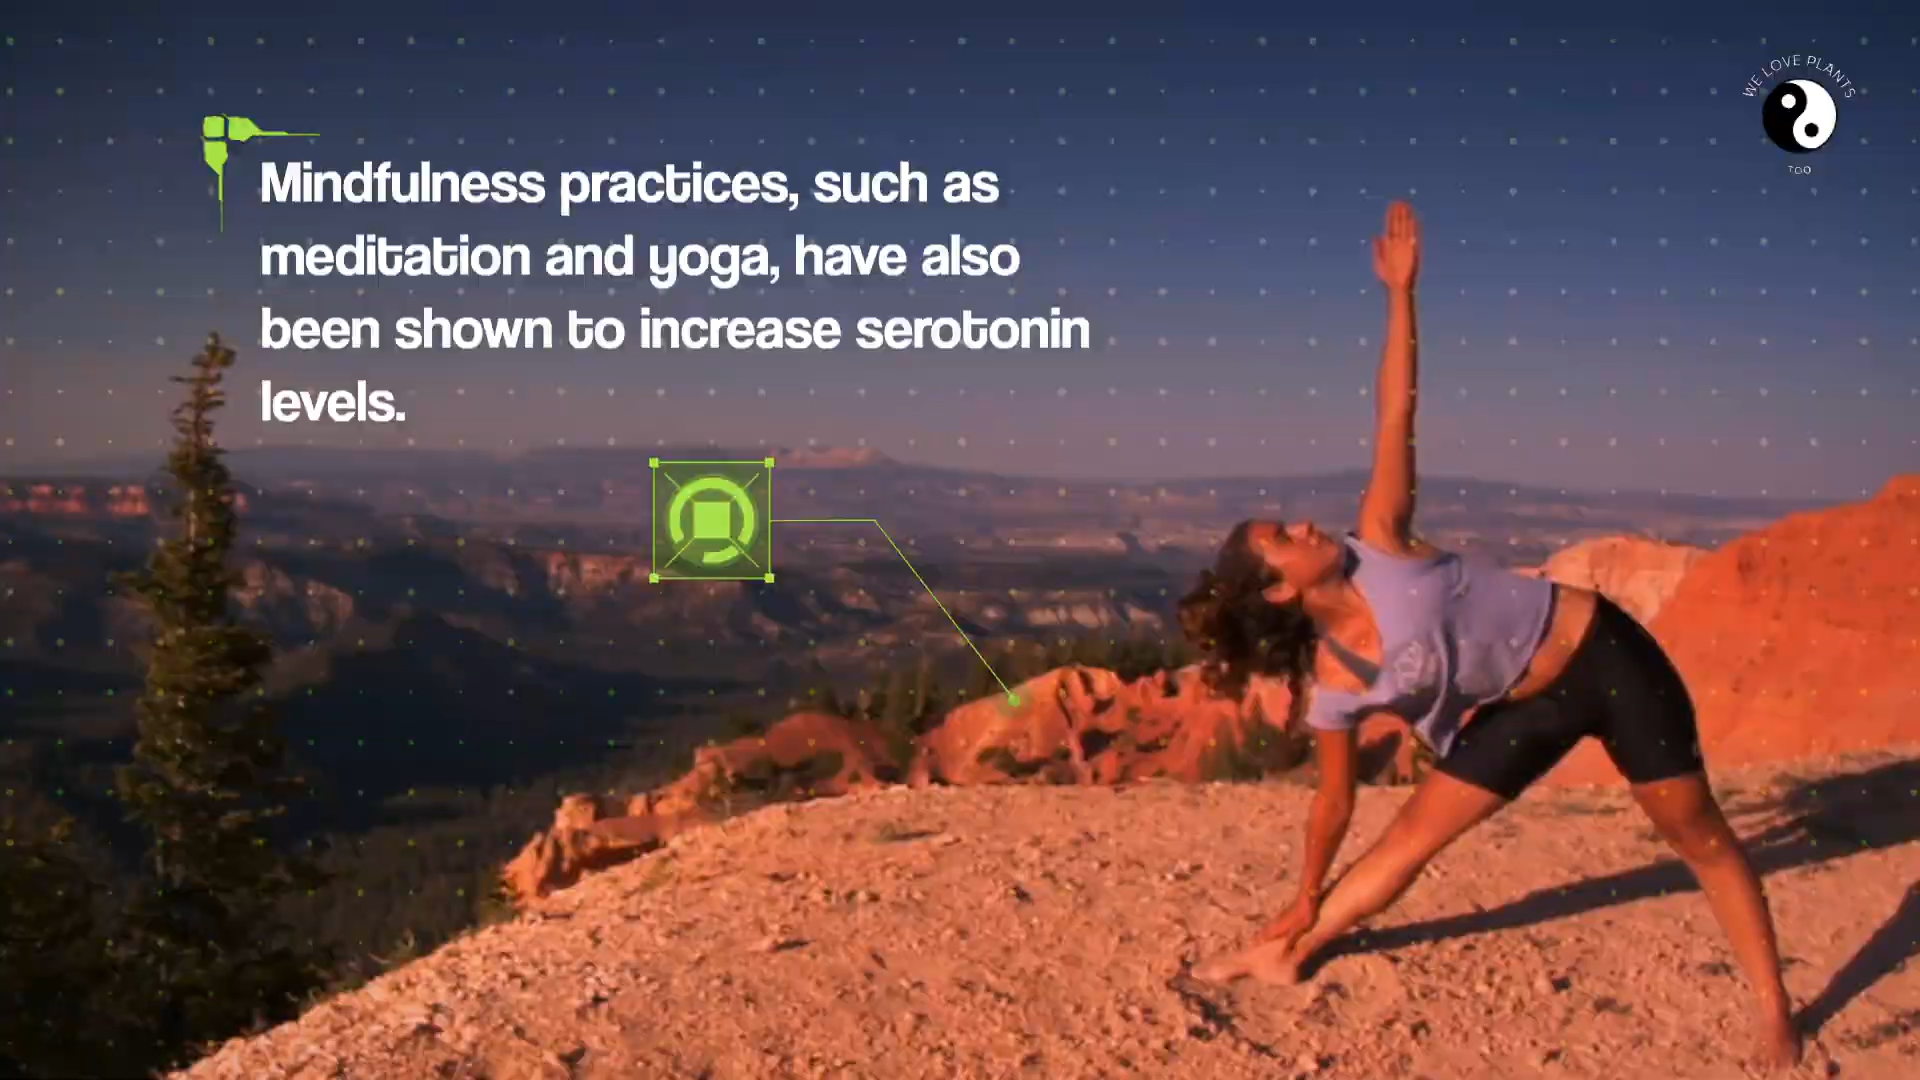 WE LOVE PLANTS
TOO
Mindfulness practices, such as
meditation and yoga, have also
been shown to increase serotonin
levels.